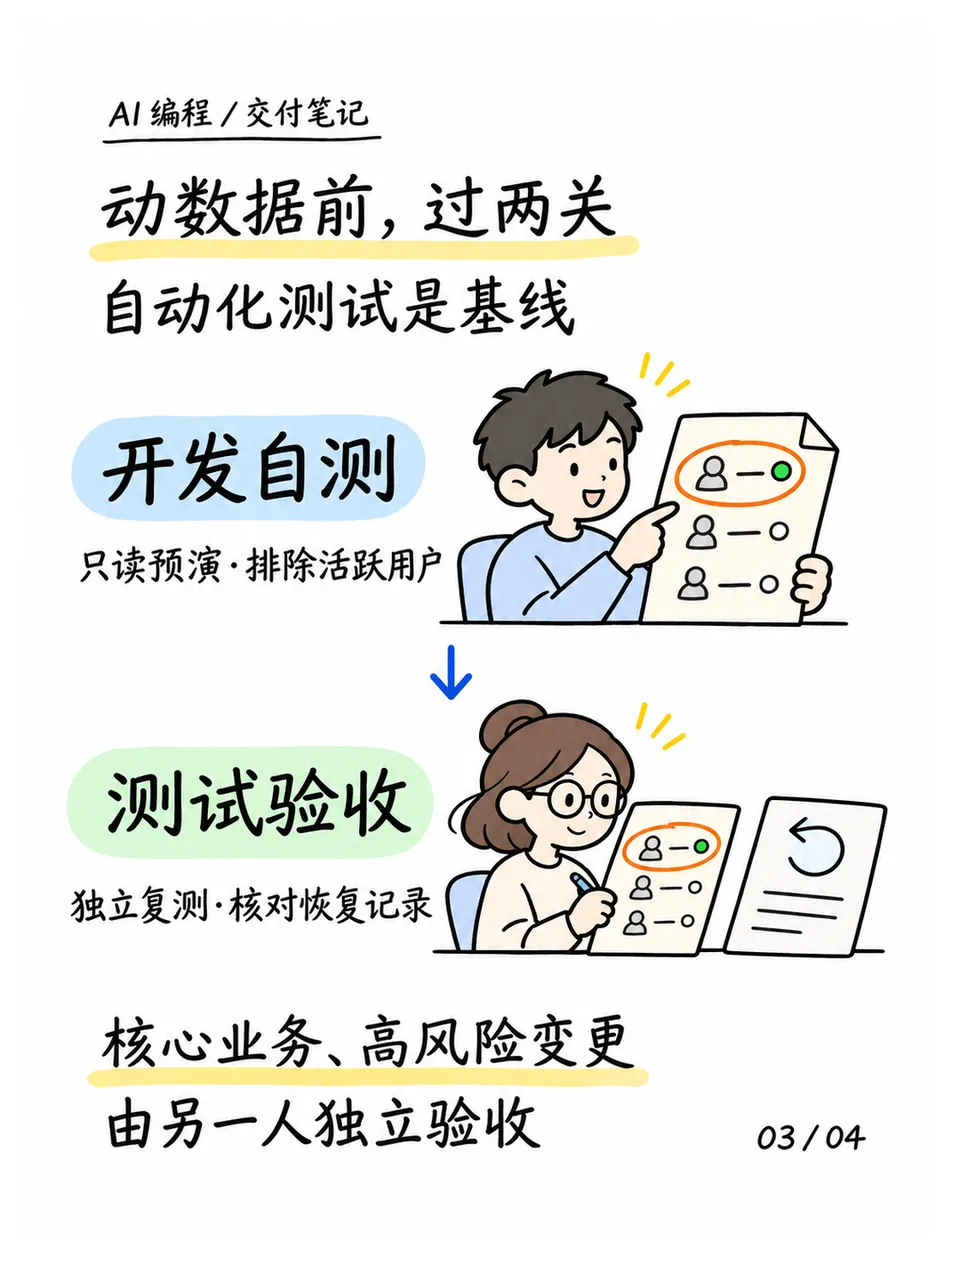 AI 编程 / 交付笔记
动数据前，过两关
自动化测试是基线
开发自测
只读预演·排除活跃用户
测试验收
独立复测·核对恢复记录
核心业务、高风险变更
由另一人独立验收
03 / 04